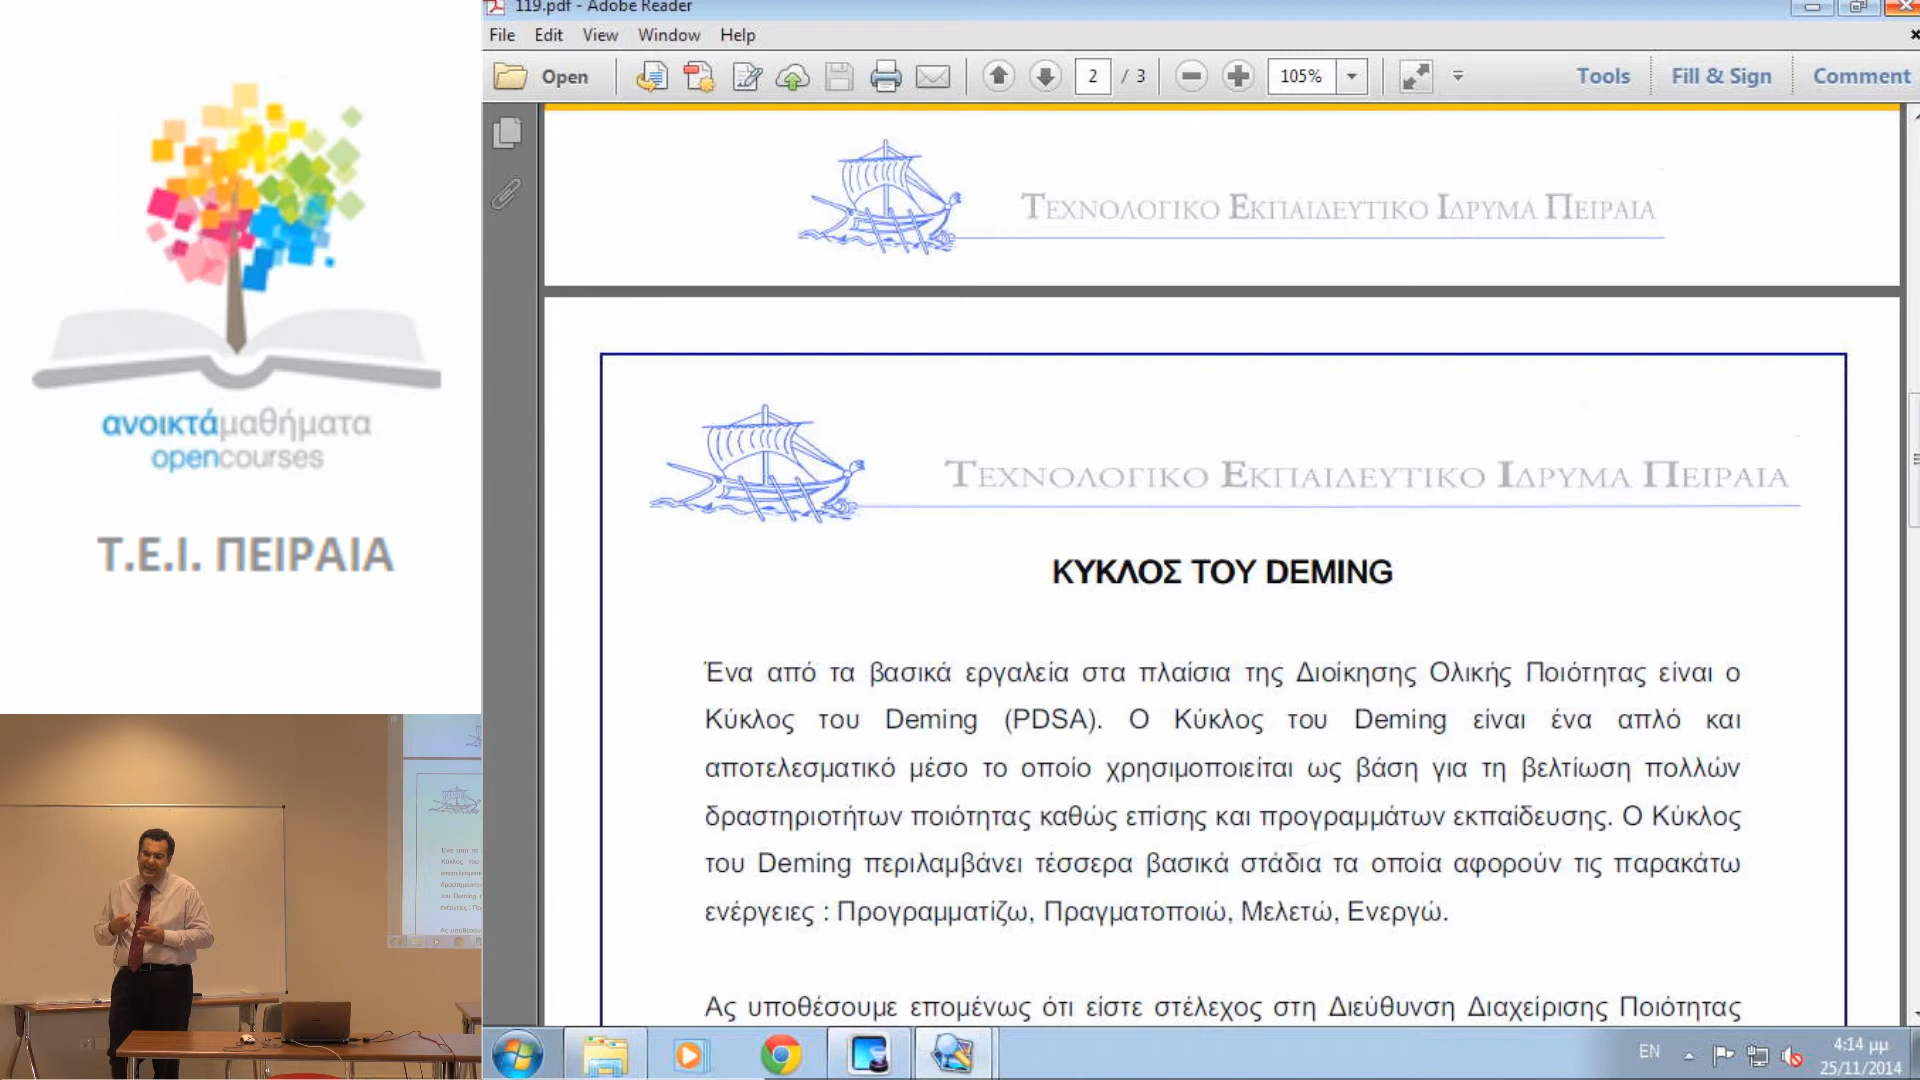 119.pdf - Adobe Reader
File Edit View Window Help
Open 2 / 3 105% Tools Fill & Sign Comment
ΤΕΧΝΟΛΟΓΙΚΟ ΕΚΠΑΙΔΕΥΤΙΚΟ ΙΔΡΥΜΑ ΠΕΙΡΑΙΑ
ανοικτάμαθήματα
opencourses
Τ.Ε.Ι. ΠΕΙΡΑΙΑ
ΤΕΧΝΟΛΟΓΙΚΟ ΕΚΠΑΙΔΕΥΤΙΚΟ ΙΔΡΥΜΑ ΠΕΙΡΑΙΑ
ΚΥΚΛΟΣ ΤΟΥ DEMING
Ένα από τα βασικά εργαλεία στα πλαίσια της Διοίκησης Ολικής Ποιότητας είναι ο
Κύκλος του Deming (PDSA). Ο Κύκλος του Deming είναι ένα απλό και
αποτελεσματικό μέσο το οποίο χρησιμοποιείται ως βάση για τη βελτίωση πολλών
δραστηριοτήτων ποιότητας καθώς επίσης και προγραμμάτων εκπαίδευσης. Ο Κύκλος
του Deming περιλαμβάνει τέσσερα βασικά στάδια τα οποία αφορούν τις παρακάτω
ενέργειες : Προγραμματίζω, Πραγματοποιώ, Μελετώ, Ενεργώ.
Ας υποθέσουμε επομένως ότι είστε στέλεχος στη Διεύθυνση Διαχείρισης Ποιότητας
EN
4:14 μμ
25/11/2014